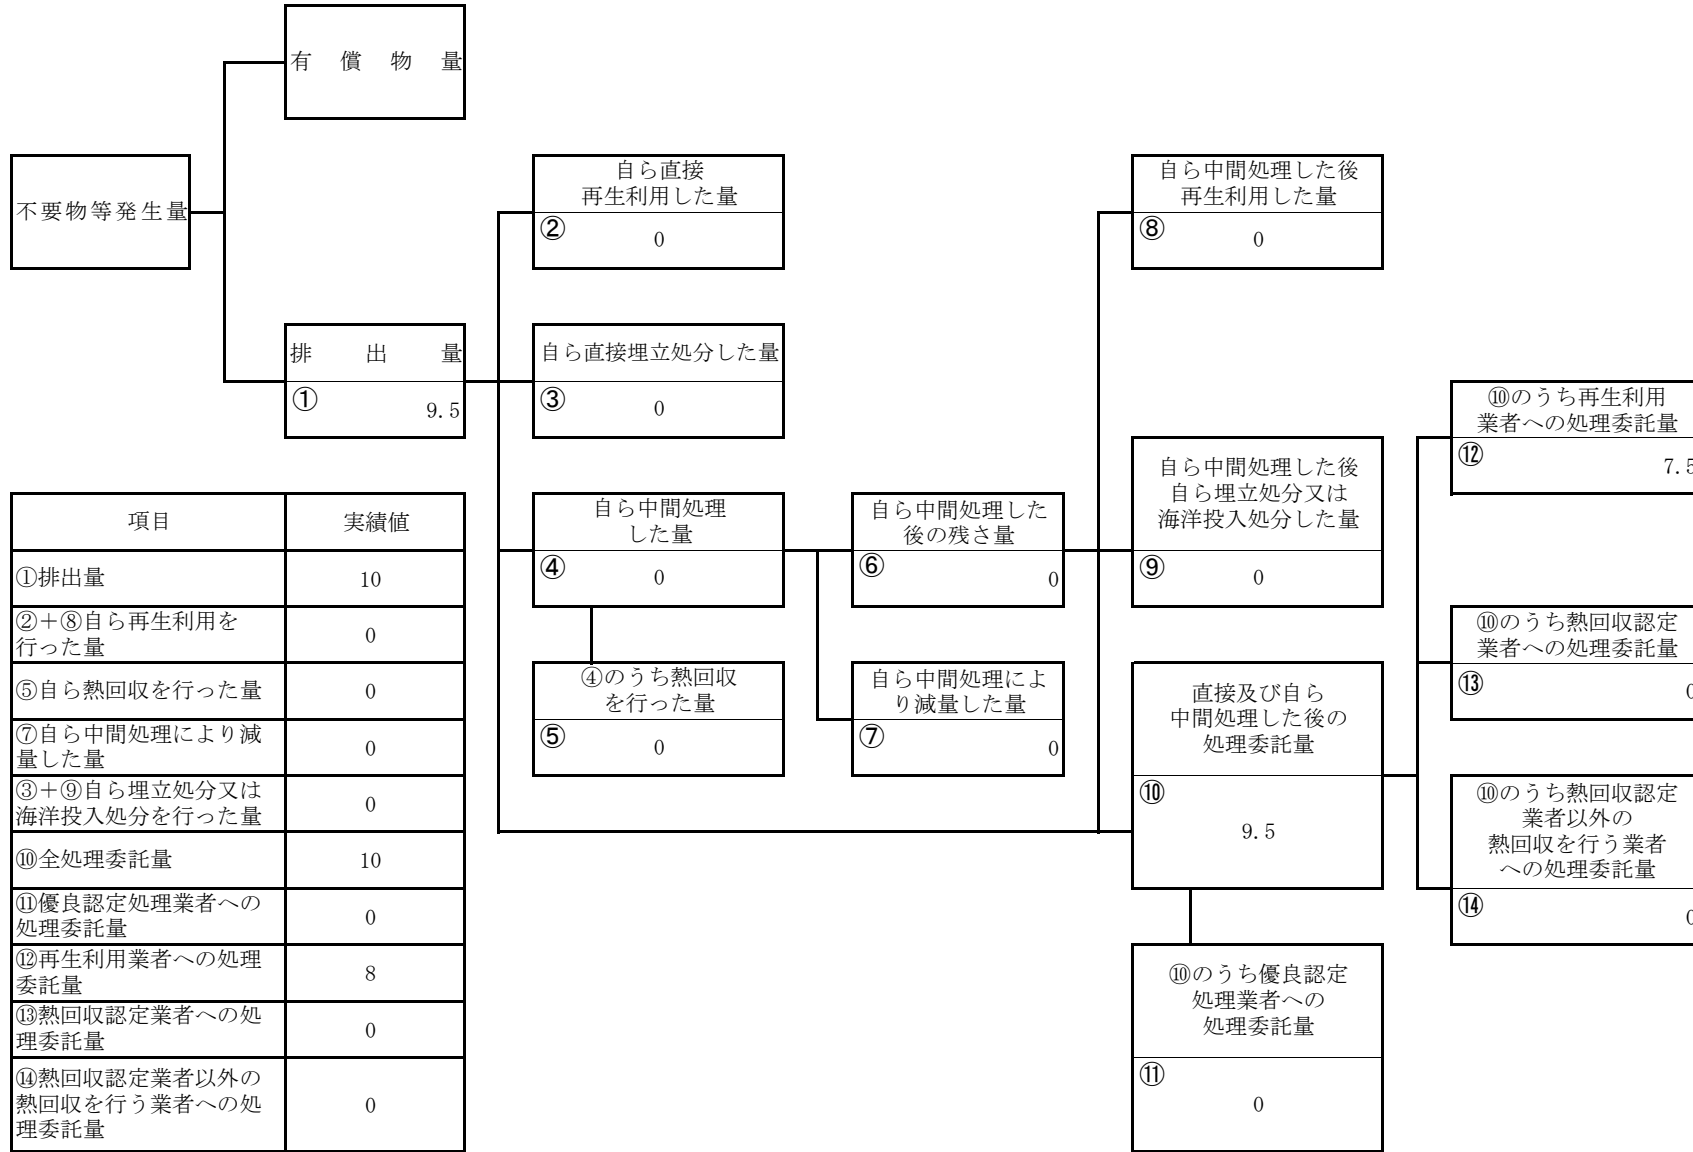 有償物量
不要物等発生量
排出量
①
9.5
自ら直接
再生利用した量
②
0
自ら直接埋立処分した量
③
0
自ら中間処理
した量
④
0
④のうち熱回収
を行った量
⑤
0
自ら中間処理した
後の残さ量
⑥
0
自ら中間処理によ
り減量した量
⑦
0
自ら中間処理した後
再生利用した量
⑧
0
自ら中間処理した後
自ら埋立処分又は
海洋投入処分した量
⑨
0
直接及び自ら
中間処理した後の
処理委託量
⑩
9.5
⑩のうち優良認定
処理業者への
処理委託量
⑪
0
⑩のうち再生利用
業者への処理委託量
⑫
7.5
⑩のうち熱回収認定
業者への処理委託量
⑬
0
⑩のうち熱回収認定
業者以外の
熱回収を行う業者
への処理委託量
⑭
0
項目 実績値
①排出量 10
②＋⑧自ら再生利用を
行った量 0
⑤自ら熱回収を行った量 0
⑦自ら中間処理により減
量した量 0
③＋⑨自ら埋立処分又は
海洋投入処分を行った量 0
⑩全処理委託量 10
⑪優良認定処理業者への
処理委託量 0
⑫再生利用業者への処理
委託量 8
⑬熱回収認定業者への処
理委託量 0
⑭熱回収認定業者以外の
熱回収を行う業者への処
理委託量 0